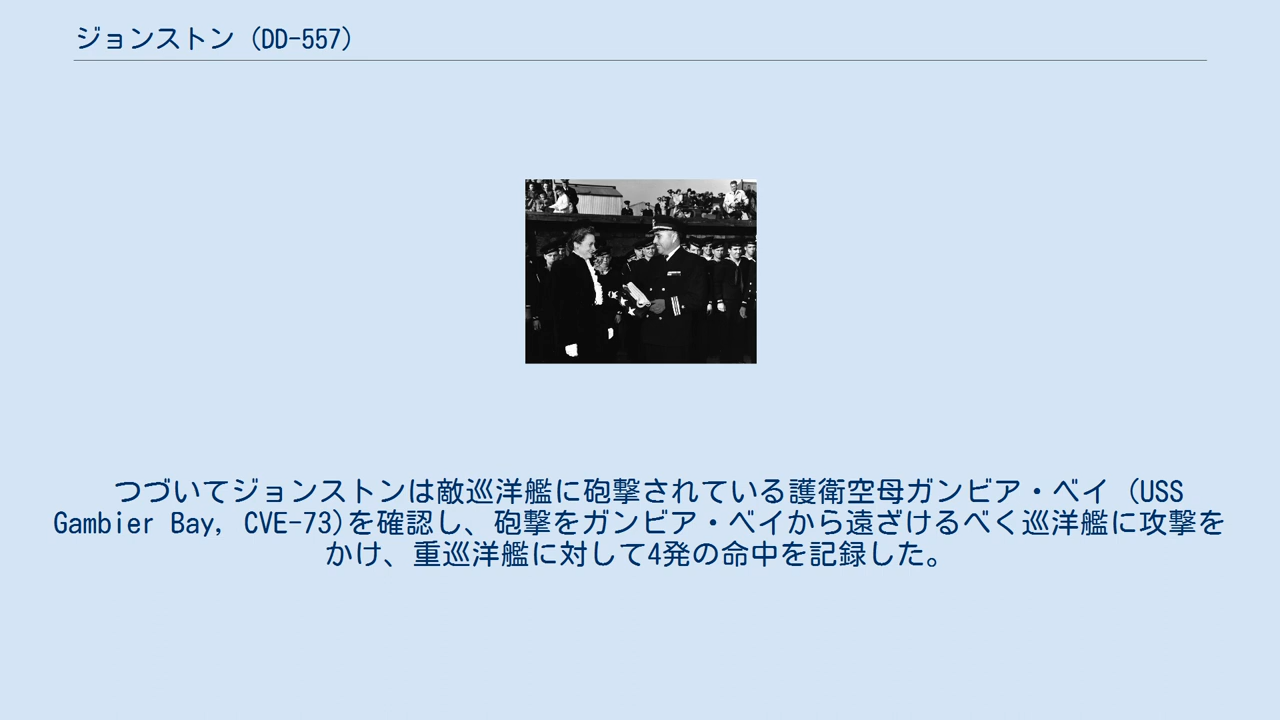 ジョンストン (DD-557)
つづいてジョンストンは敵巡洋艦に砲撃されている護衛空母ガンビア・ベイ (USS
Gambier Bay, CVE-73)を確認し、砲撃をガンビア・ベイから遠ざけるべく巡洋艦に攻撃を
かけ、重巡洋艦に対して4発の命中を記録した。